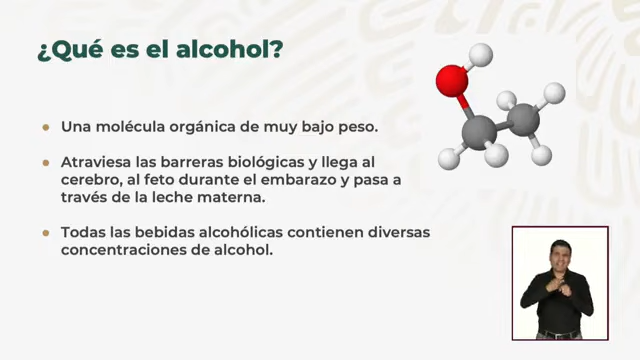 ¿Qué es el alcohol?
Una molécula orgánica de muy bajo peso.
Atraviesa las barreras biológicas y llega al
cerebro, al feto durante el embarazo y pasa a
través de la leche materna.
Todas las bebidas alcohólicas contienen diversas
concentraciones de alcohol.